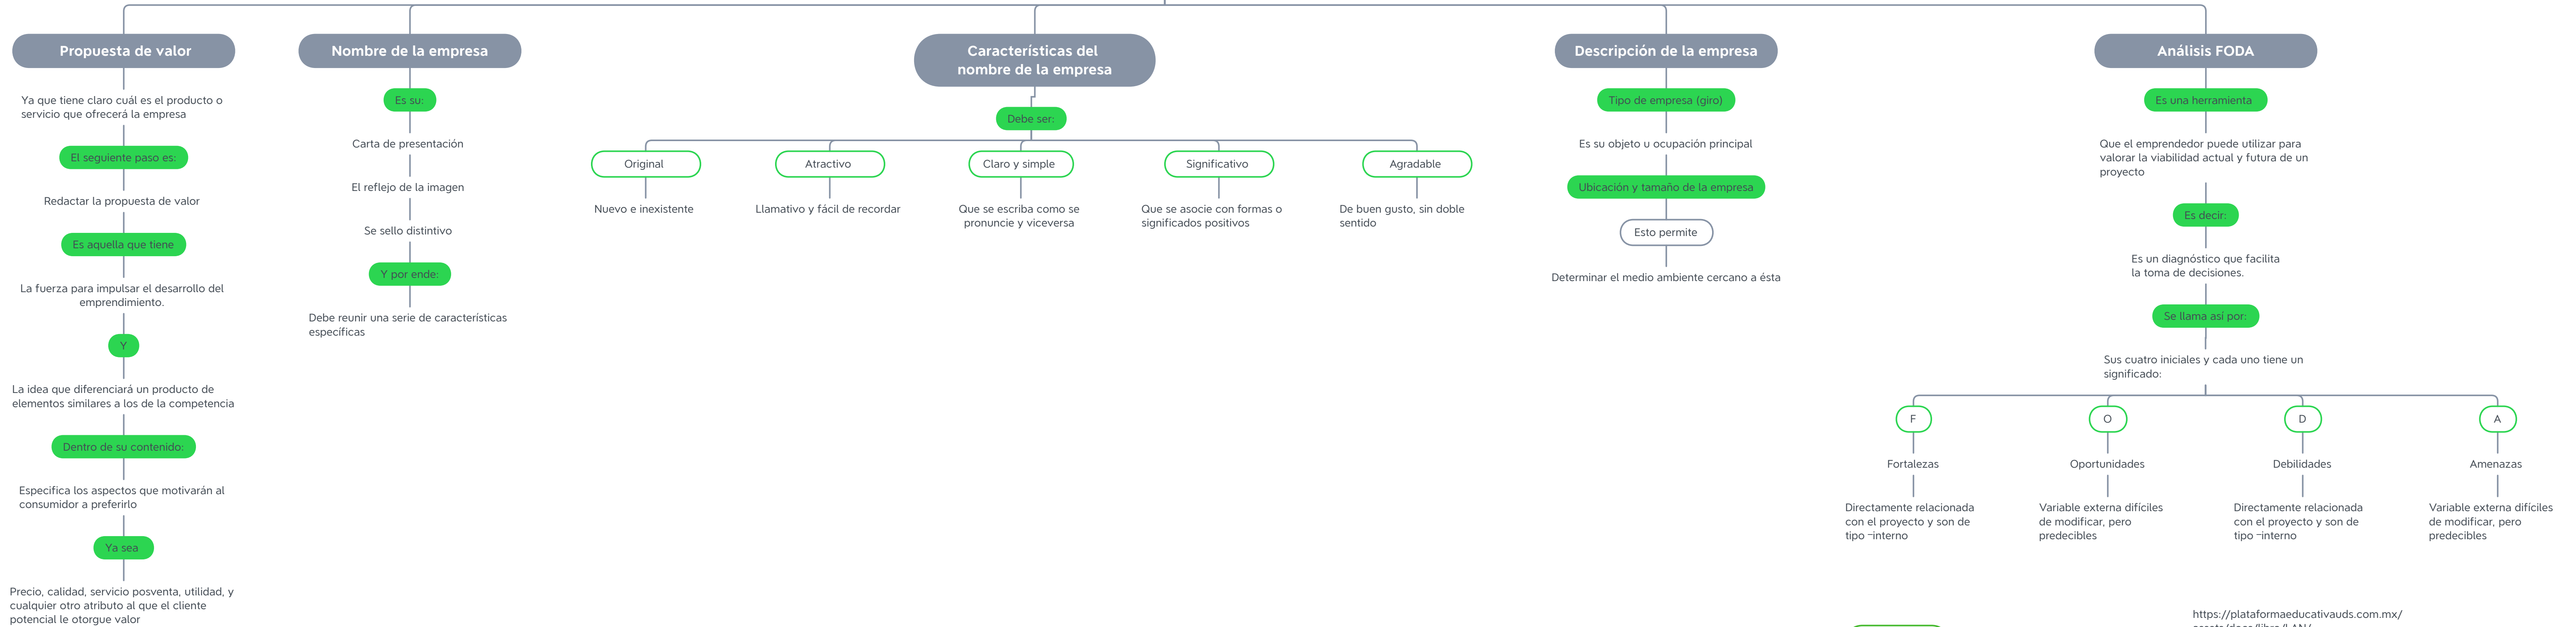 Propuesta de valor
Ya que tiene claro cuál es el producto o
servicio que ofrecerá la empresa
El seguiente paso es:
Redactar la propuesta de valor
Es aquella que tiene
La fuerza para impulsar el desarrollo del
emprendimiento.
Y
La idea que diferenciará un producto de
elementos similares a los de la competencia
Dentro de su contenido:
Especifica los aspectos que motivarán al
consumidor a preferirlo
Ya sea
Precio, calidad, servicio posventa, utilidad, y
cualquier otro atributo al que el cliente
potencial le otorgue valor
Nombre de la empresa
Es su:
Carta de presentación
El reflejo de la imagen
Se sello distintivo
Y por ende:
Debe reunir una serie de características
específicas
Características del
nombre de la empresa
Debe ser:
Original
Nuevo e inexistente
Atractivo
Llamativo y fácil de recordar
Claro y simple
Que se escriba como se
pronuncie y viceversa
Significativo
Que se asocie con formas o
significados positivos
Agradable
De buen gusto, sin doble
sentido
Descripción de la empresa
Tipo de empresa (giro)
Es su objeto u ocupación principal
Ubicación y tamaño de la empresa
Esto permite
Determinar el medio ambiente cercano a ésta
Análisis FODA
Es una herramienta
Que el emprendedor puede utilizar para
valorar la viabilidad actual y futura de un
proyecto
Es decir:
Es un diagnóstico que facilita
la toma de decisiones.
Se llama así por:
Sus cuatro iniciales y cada uno tiene un
significado:
F
Fortalezas
Directamente relacionada
con el proyecto y son de
tipo ¬interno
O
Oportunidades
Variable externa difíciles
de modificar, pero
predecibles
D
Debilidades
Directamente relacionada
con el proyecto y son de
tipo ¬interno
A
Amenazas
Variable externa difíciles
de modificar, pero
predecibles
https://plataformaeducativauds.com.mx/